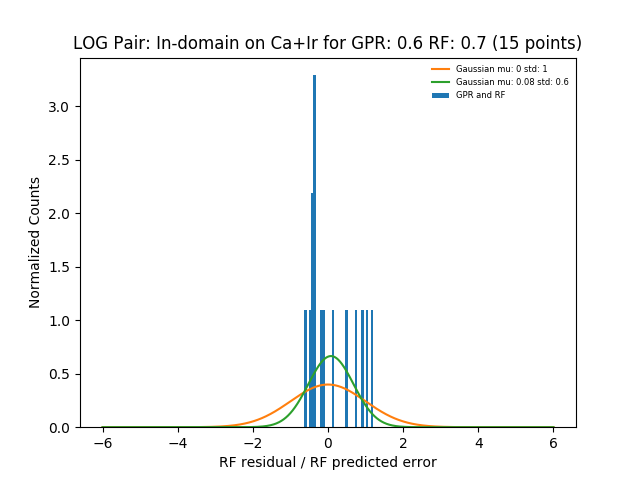 LOG Pair: In-domain on Ca+Ir for GPR: 0.6 RF: 0.7 (15 points)
Gaussian mu: 0 std: 1
Gaussian mu: 0.08 std: 0.6
GPR and RF
Normalized Counts
3.0
2.5
2.0
1.5
1.0
0.5
0.0
−6 −4 −2 0 2 4 6
RF residual / RF predicted error